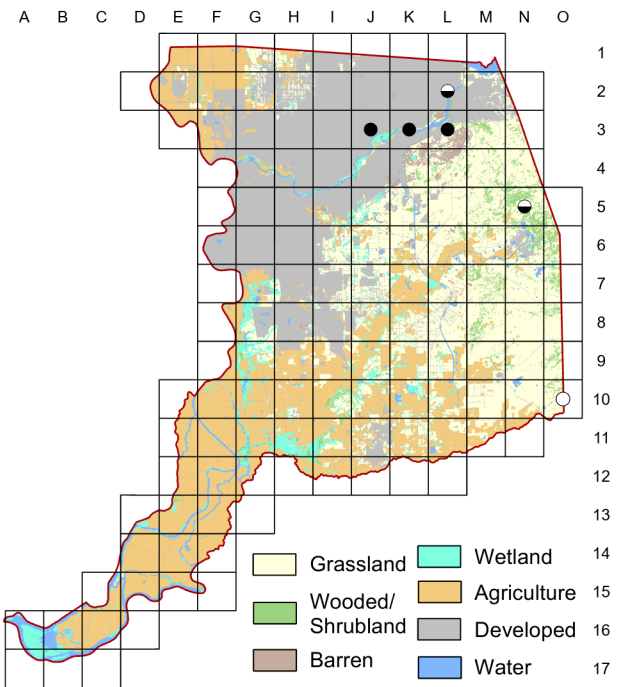 A B C D E F G H I J K L M N O
1
2
3
4
5
6
7
8
9
10
11
12
13
14
15
16
17
Grassland
Wooded/
Shrubland
Barren
Wetland
Agriculture
Developed
Water